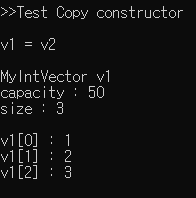 >>Test Copy constructor
v1 = v2
MyIntVector v1
capacity : 50
size : 3
v1[0] : 1
v1[1] : 2
v1[2] : 3